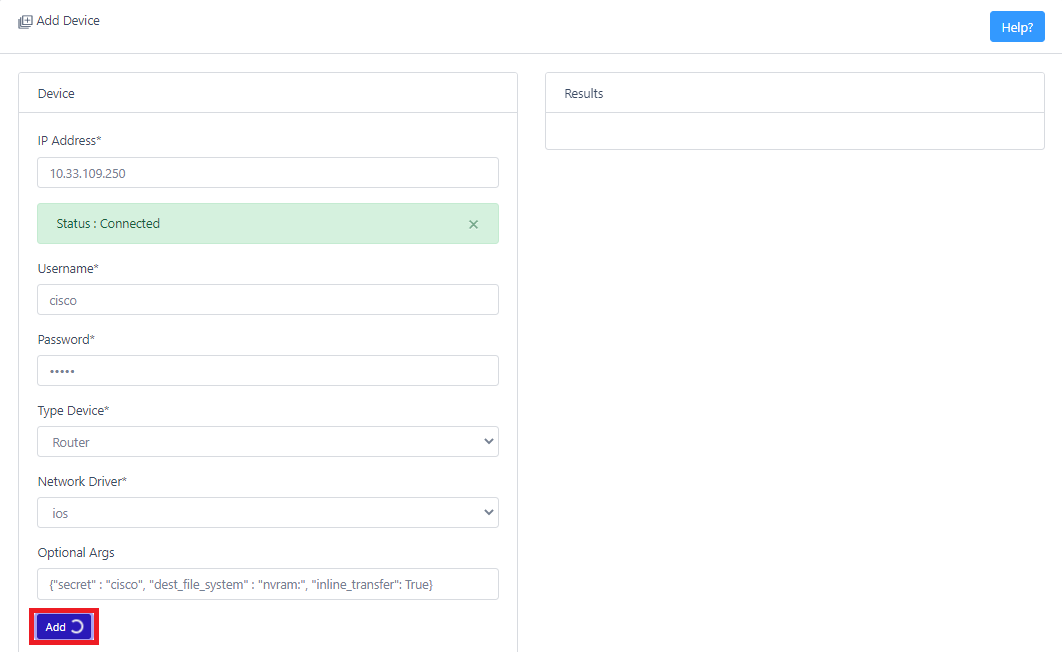 Add Device
Help?
Device
IP Address*
10.33.109.250
Status : Connected
×
Username*
cisco
Password*
•••••
Type Device*
Router
Network Driver*
ios
Optional Args
{"secret" : "cisco", "dest_file_system" : "nvram:", "inline_transfer": True}
Add
Results